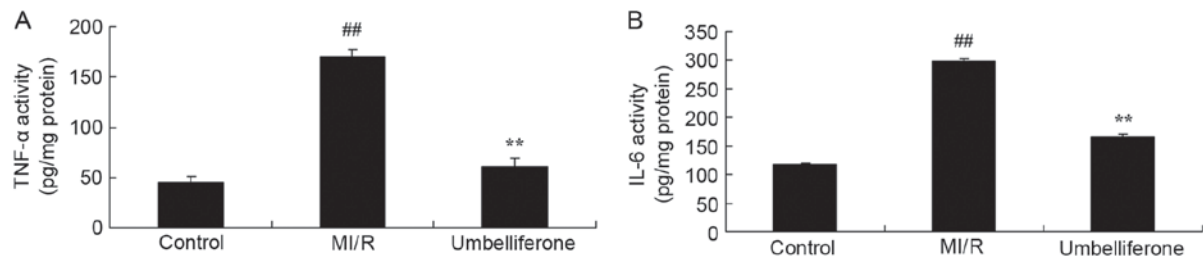 A
TNF-α activity
(pg/mg protein)
200
150
100
50
0
##
**
Control
MI/R
Umbelliferone
B
IL-6 activity
(pg/mg protein)
350
300
250
200
150
100
50
0
##
**
Control
MI/R
Umbelliferone